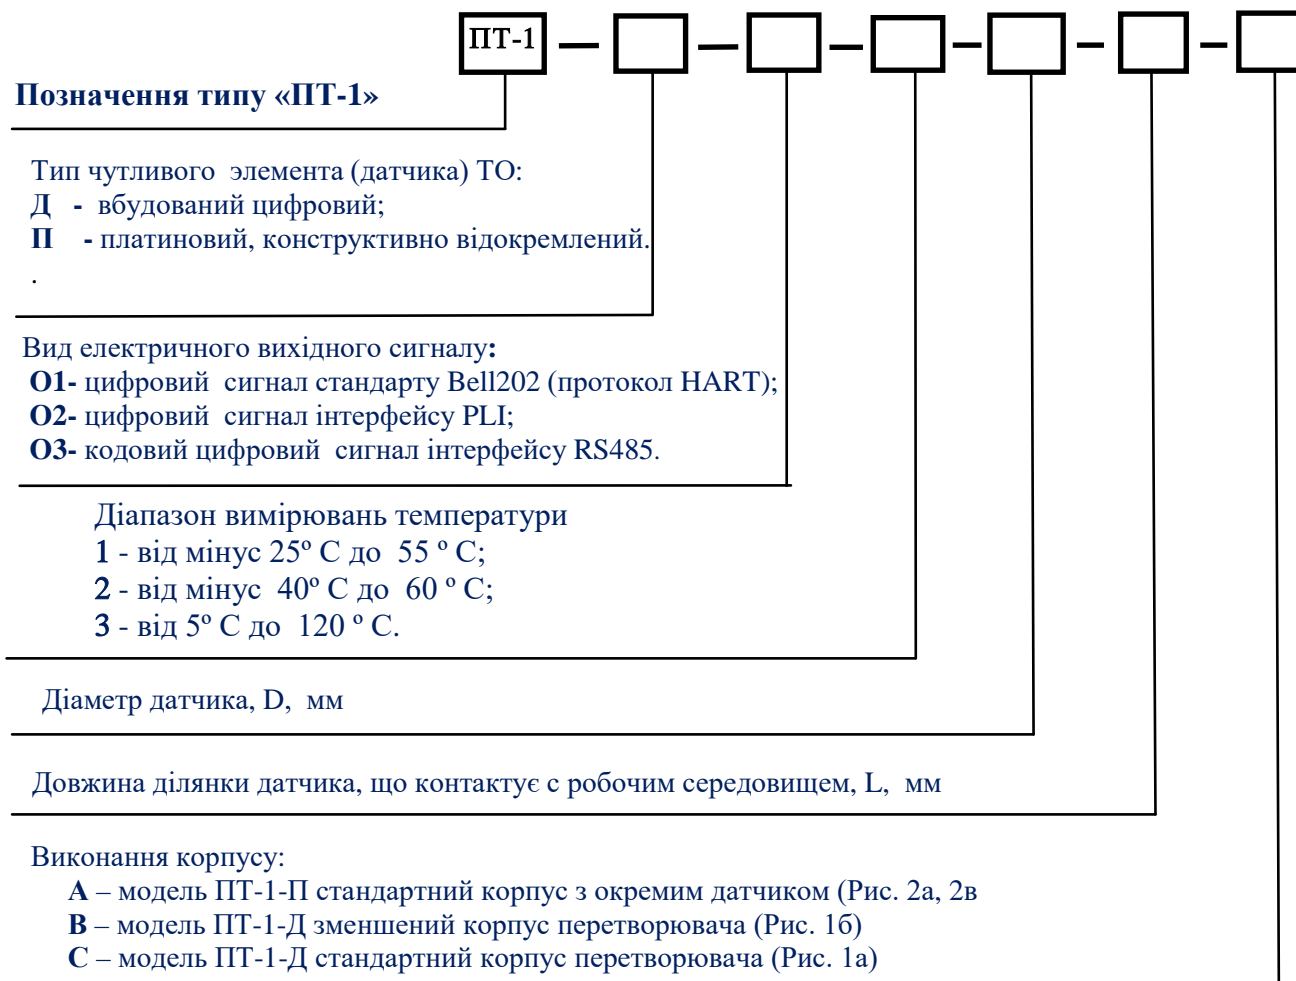 ПТ-1
Позначення типу «ПТ-1»
Тип чутливого элемента (датчика) ТО:
Д - вбудований цифровий;
П - платиновий, конструктивно відокремлений.
.
Вид електричного вихідного сигналу:
О1- цифровий сигнал стандарту Bell202 (протокол HART);
О2- цифровий сигнал інтерфейсу PLI;
О3- кодовий цифровий сигнал інтерфейсу RS485.
Діапазон вимірювань температури
1 - від мінус 25º С до 55 º С;
2 - від мінус 40º С до 60 º С;
3 - від 5º С до 120 º С.
Діаметр датчика, D, мм
Довжина ділянки датчика, що контактує с робочим середовищем, L, мм
Виконання корпусу:
А – модель ПТ-1-П стандартний корпус з окремим датчиком (Рис. 2а, 2в
В – модель ПТ-1-Д зменшений корпус перетворювача (Рис. 1б)
С – модель ПТ-1-Д стандартний корпус перетворювача (Рис. 1а)